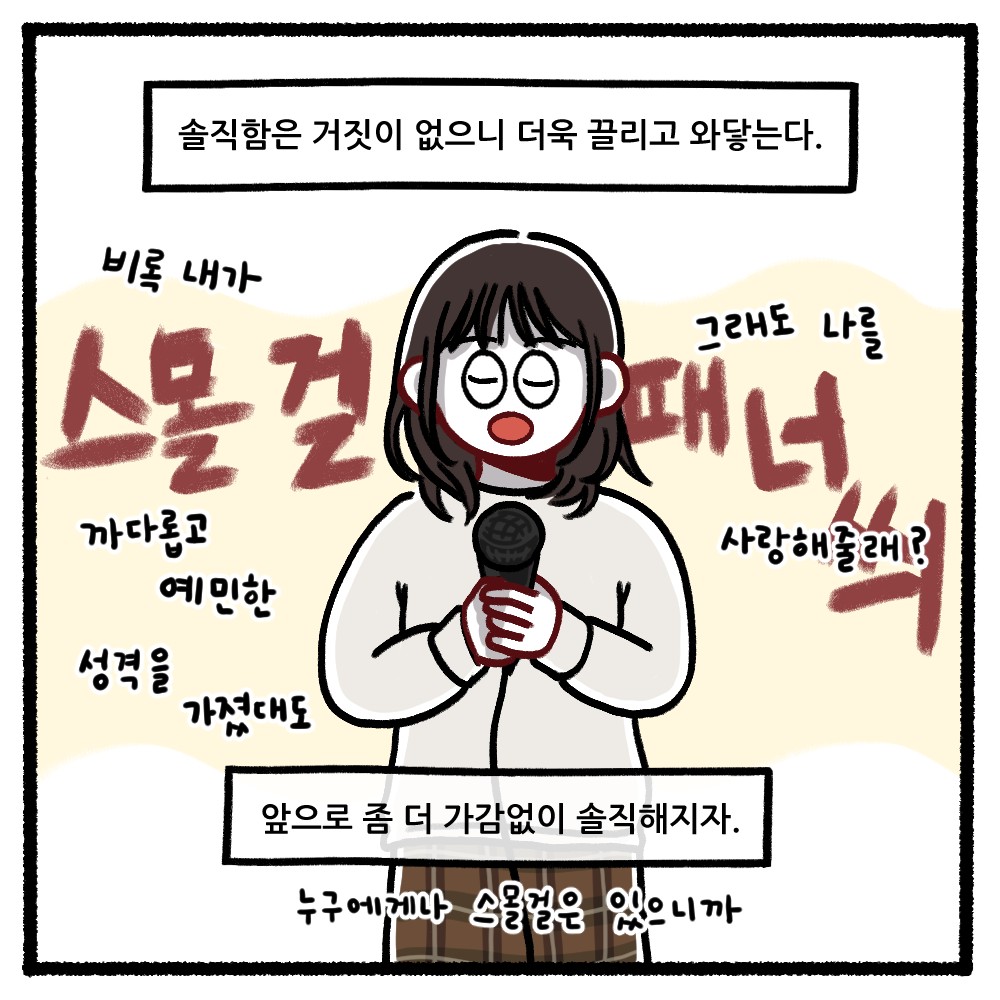 솔직함은 거짓이 없으니 더욱 끌리고 와닿는다.
비록 내가
스몰걸
까다롭고
예민한
성격을
가졌대도
그래도 나를
때너
씩
사랑해줄래?
앞으로 좀 더 가감없이 솔직해지자.
누구에게나 스몰걸은 있으니까